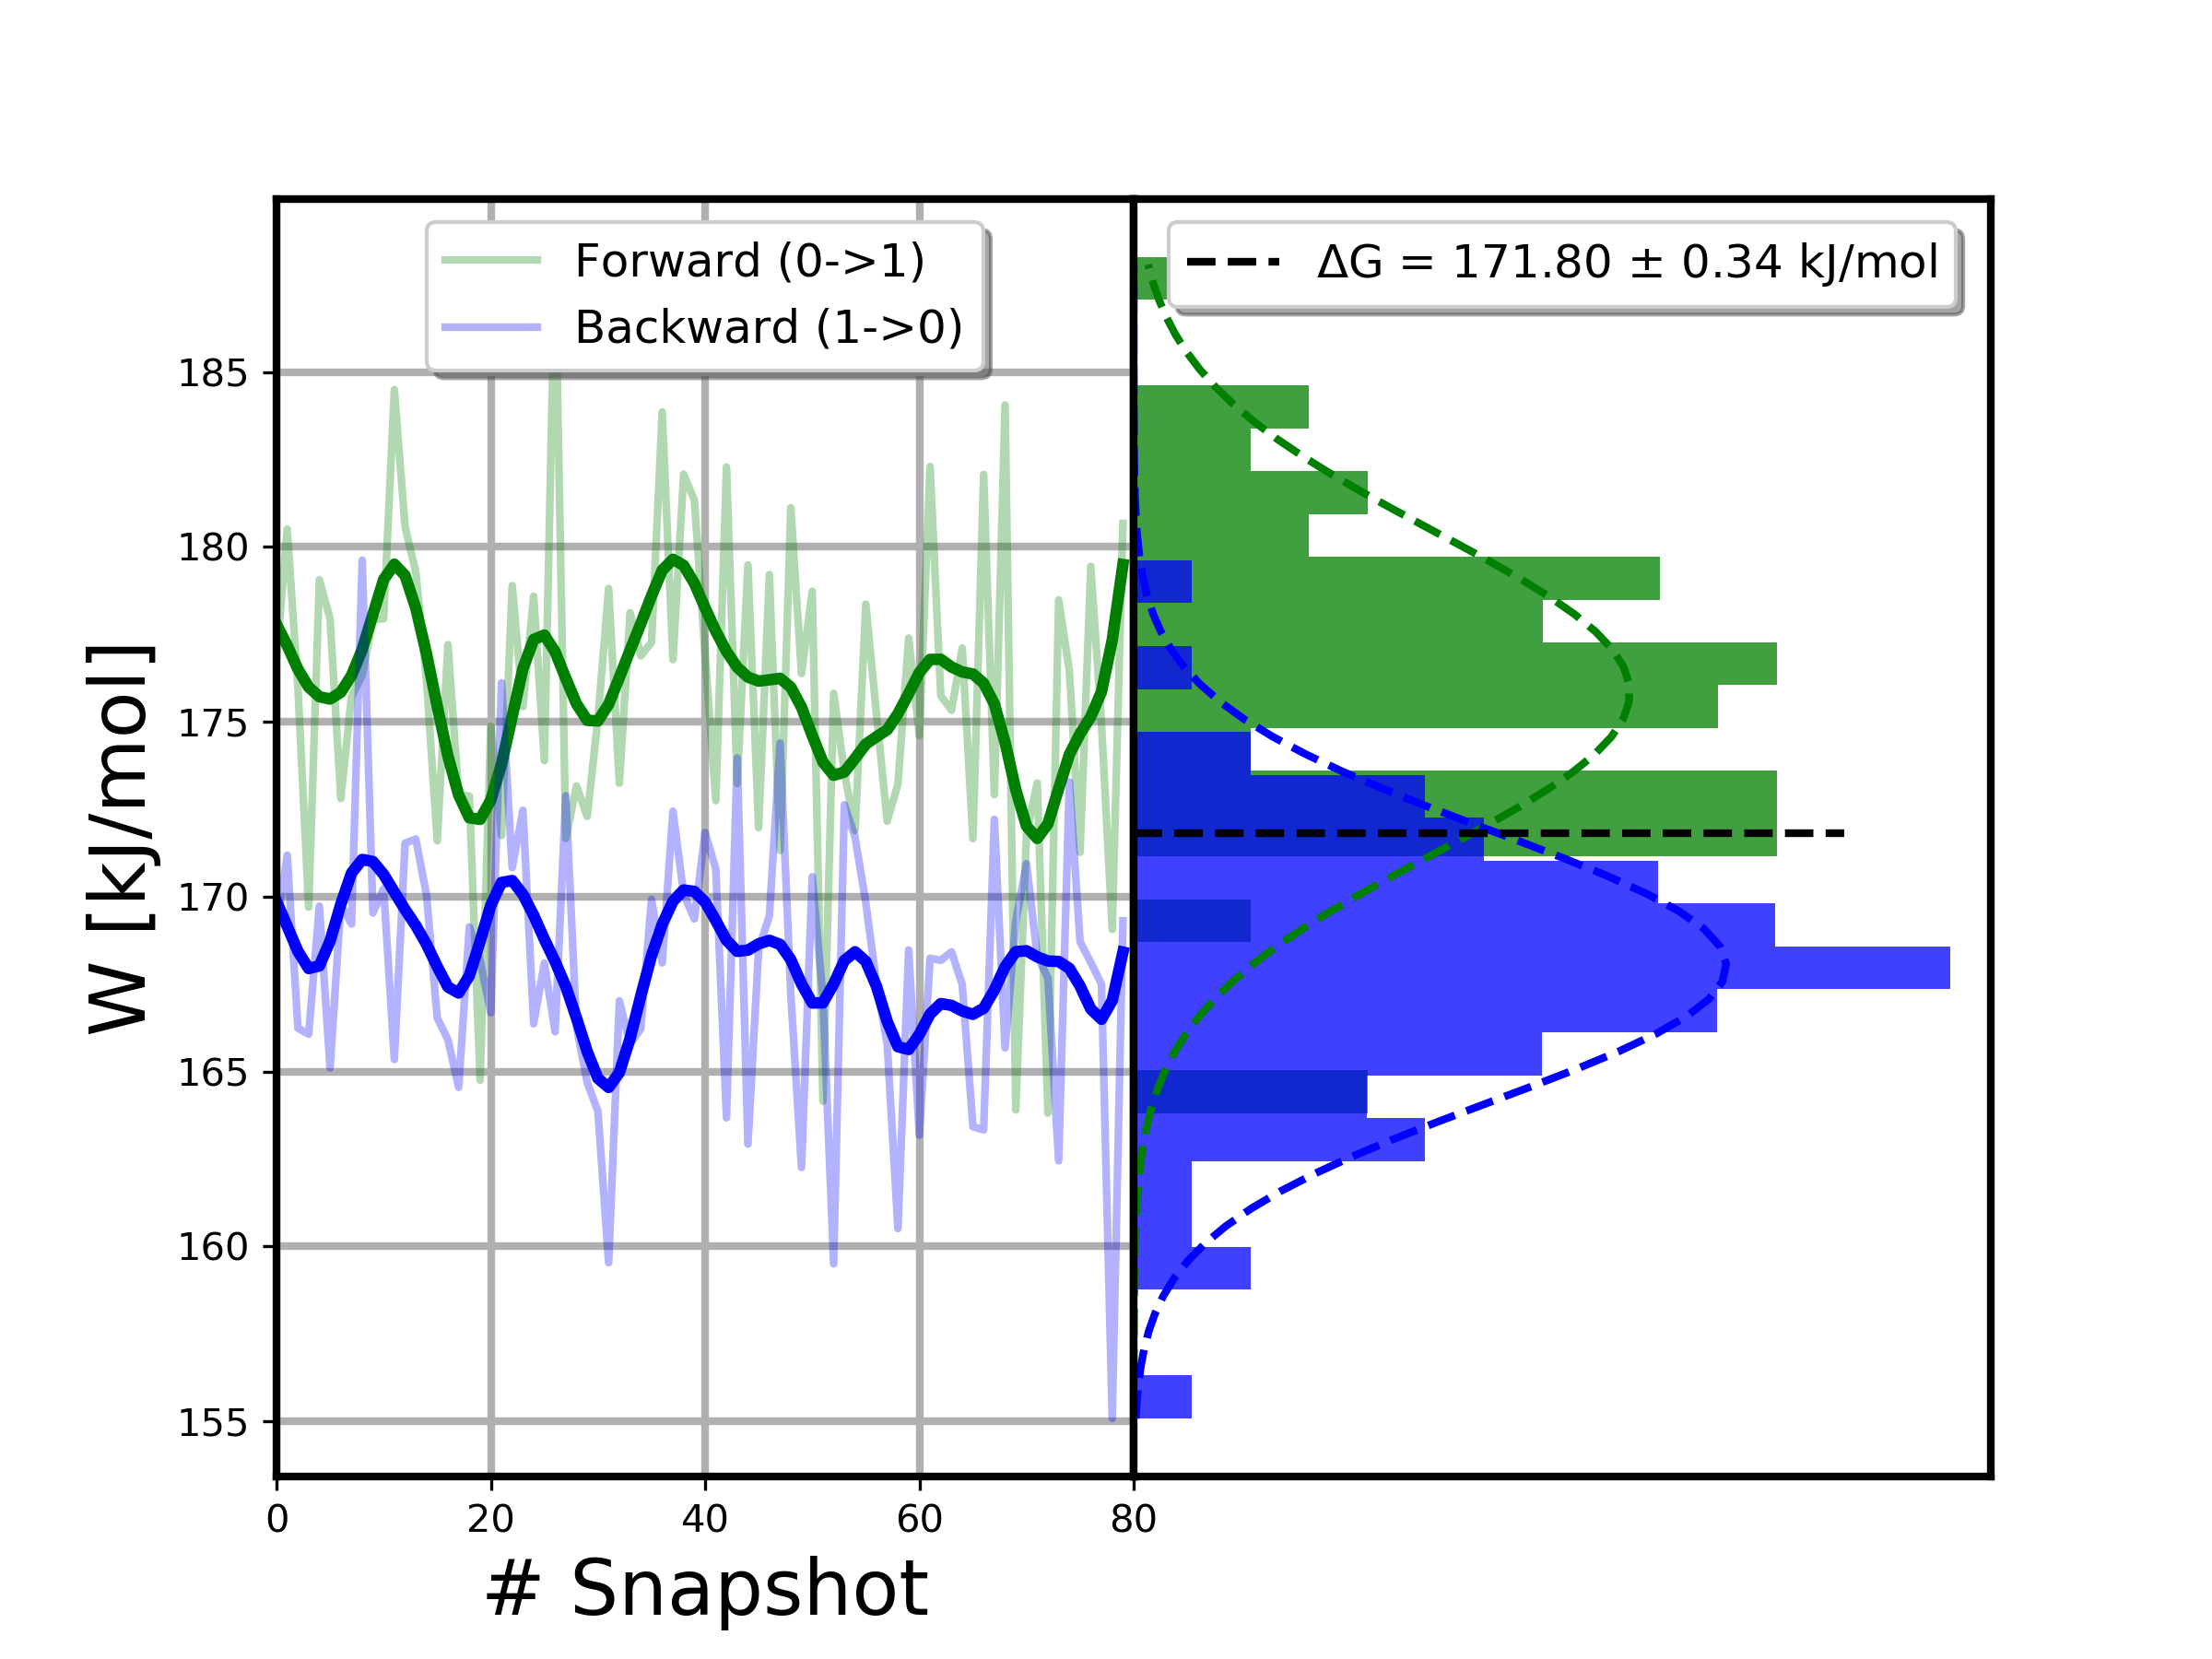 Forward (0->1)
Backward (1->0)
ΔG = 171.80 ± 0.34 kJ/mol
W [kJ/mol]
185
180
175
170
165
160
155
0 20 40 60 80
# Snapshot